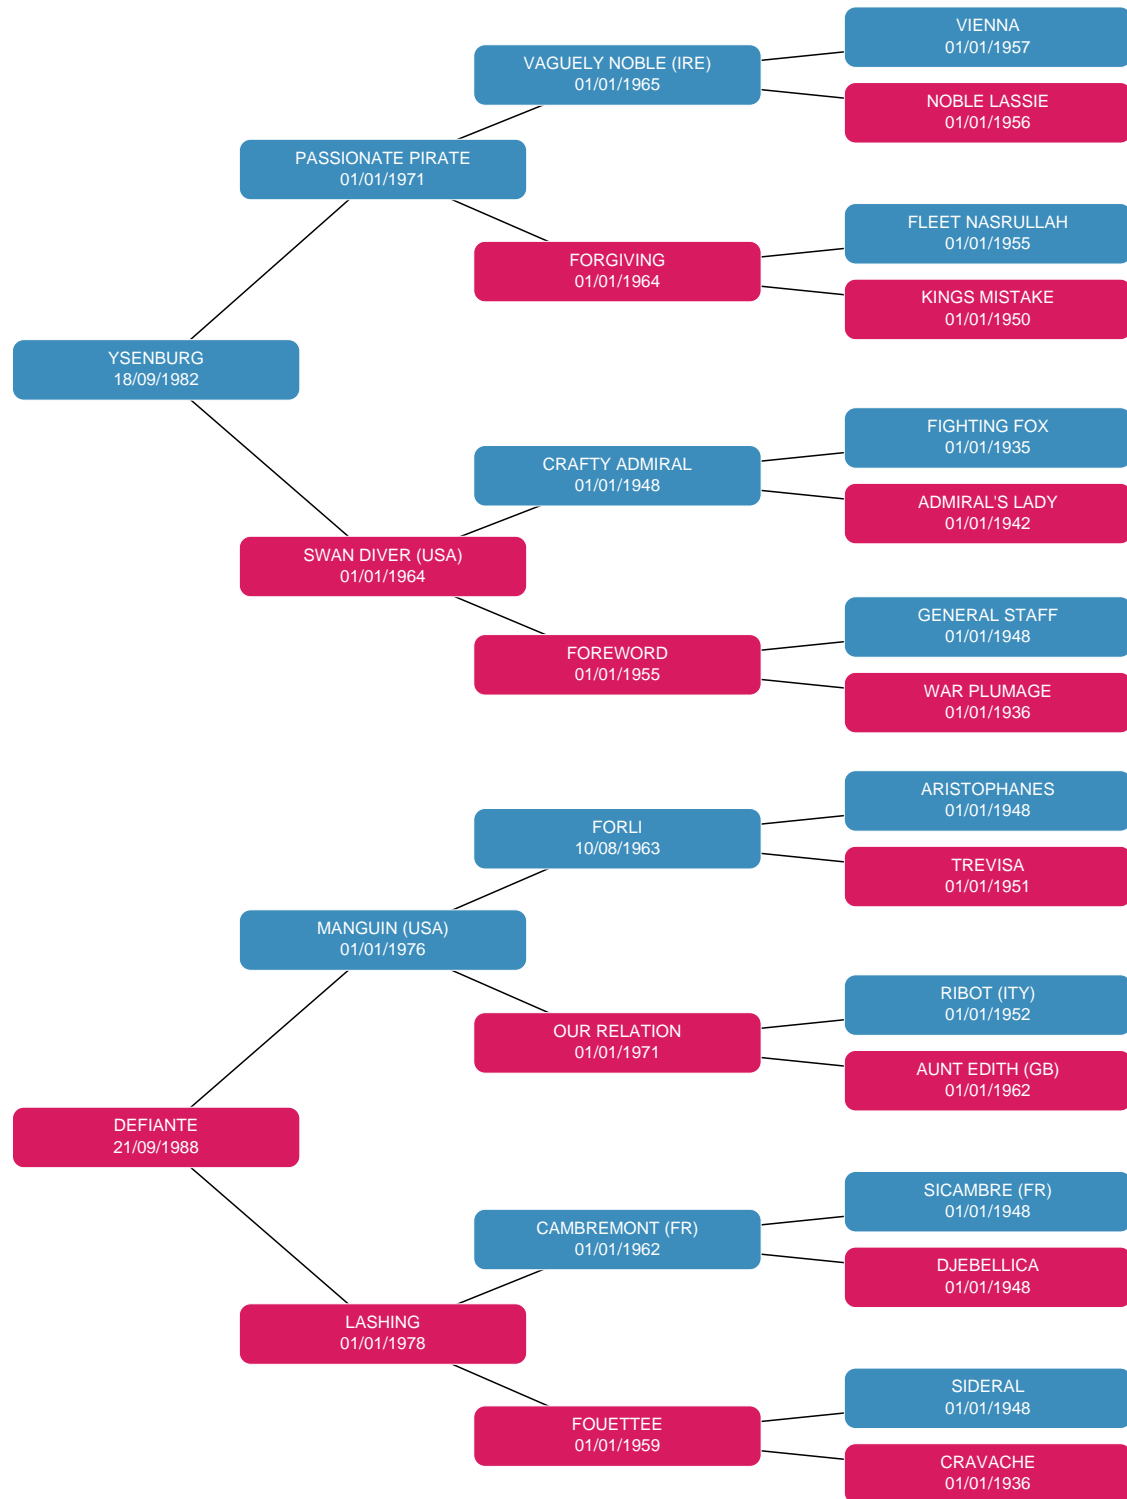 VIENNA
01/01/1957
VAGUELY NOBLE (IRE)
01/01/1965
NOBLE LASSIE
01/01/1956
PASSIONATE PIRATE
01/01/1971
FLEET NASRULLAH
01/01/1955
FORGIVING
01/01/1964
KINGS MISTAKE
01/01/1950
YSENBURG
18/09/1982
FIGHTING FOX
01/01/1935
CRAFTY ADMIRAL
01/01/1948
ADMIRAL'S LADY
01/01/1942
SWAN DIVER (USA)
01/01/1964
GENERAL STAFF
01/01/1948
FOREWORD
01/01/1955
WAR PLUMAGE
01/01/1936
ARISTOPHANES
01/01/1948
FORLI
10/08/1963
TREVISA
01/01/1951
MANGUIN (USA)
01/01/1976
RIBOT (ITY)
01/01/1952
OUR RELATION
01/01/1971
AUNT EDITH (GB)
01/01/1962
DEFIANTE
21/09/1988
SICAMBRE (FR)
01/01/1948
CAMBREMONT (FR)
01/01/1962
DJEBELLICA
01/01/1948
LASHING
01/01/1978
SIDERAL
01/01/1948
FOUETTEE
01/01/1959
CRAVACHE
01/01/1936